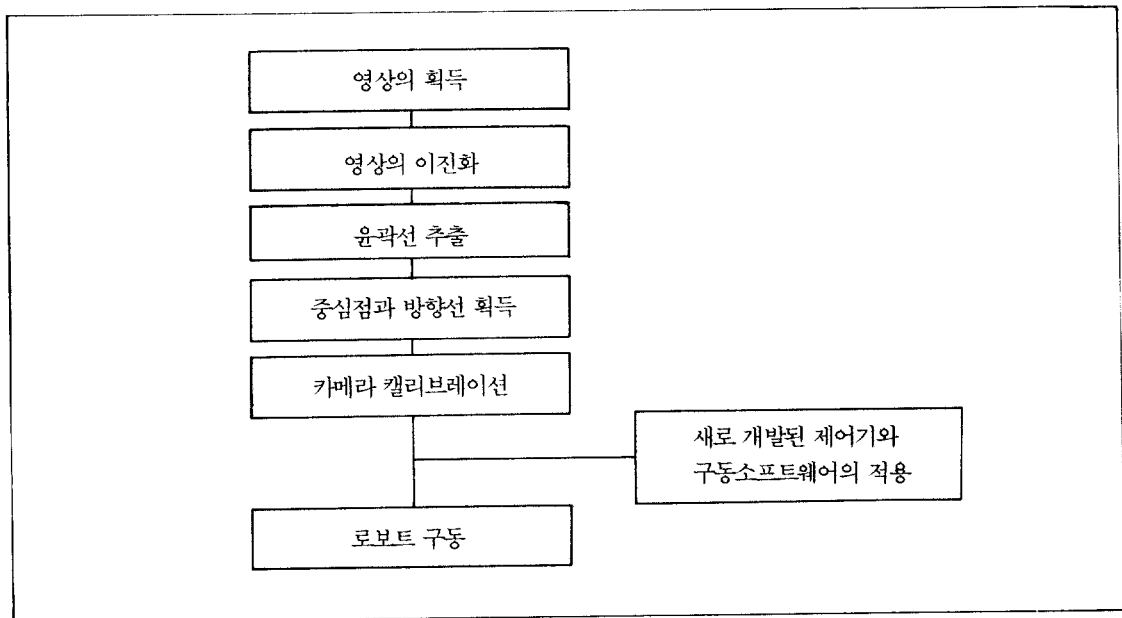 영상의 획득
영상의 이진화
윤곽선 추출
중심점과 방향선 획득
카메라 캘리브레이션
새로 개발된 제어기와
구동소프트웨어의 적용
로보트 구동